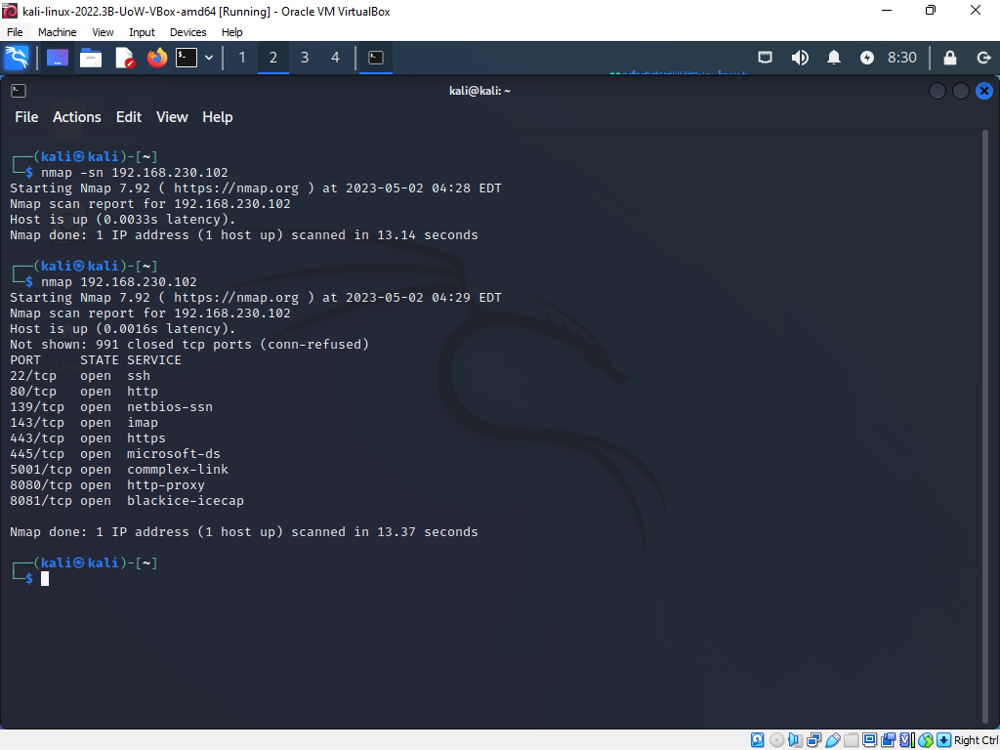 kali-linux-2022.3B-UoW-VBox-amd64 [Running] - Oracle VM VirtualBox
File Machine View Input Devices Help
1 2 3 4 8:30
kali@kali: ~
File Actions Edit View Help
┌──(kali㉿kali)-[~]
└─$ nmap -sn 192.168.230.102
Starting Nmap 7.92 ( https://nmap.org ) at 2023-05-02 04:28 EDT
Nmap scan report for 192.168.230.102
Host is up (0.0033s latency).
Nmap done: 1 IP address (1 host up) scanned in 13.14 seconds
┌──(kali㉿kali)-[~]
└─$ nmap 192.168.230.102
Starting Nmap 7.92 ( https://nmap.org ) at 2023-05-02 04:29 EDT
Nmap scan report for 192.168.230.102
Host is up (0.0016s latency).
Not shown: 991 closed tcp ports (conn-refused)
PORT STATE SERVICE
22/tcp open ssh
80/tcp open http
139/tcp open netbios-ssn
143/tcp open imap
443/tcp open https
445/tcp open microsoft-ds
5001/tcp open commplex-link
8080/tcp open http-proxy
8081/tcp open blackice-icecap
Nmap done: 1 IP address (1 host up) scanned in 13.37 seconds
┌──(kali㉿kali)-[~]
└─$
Right Ctrl